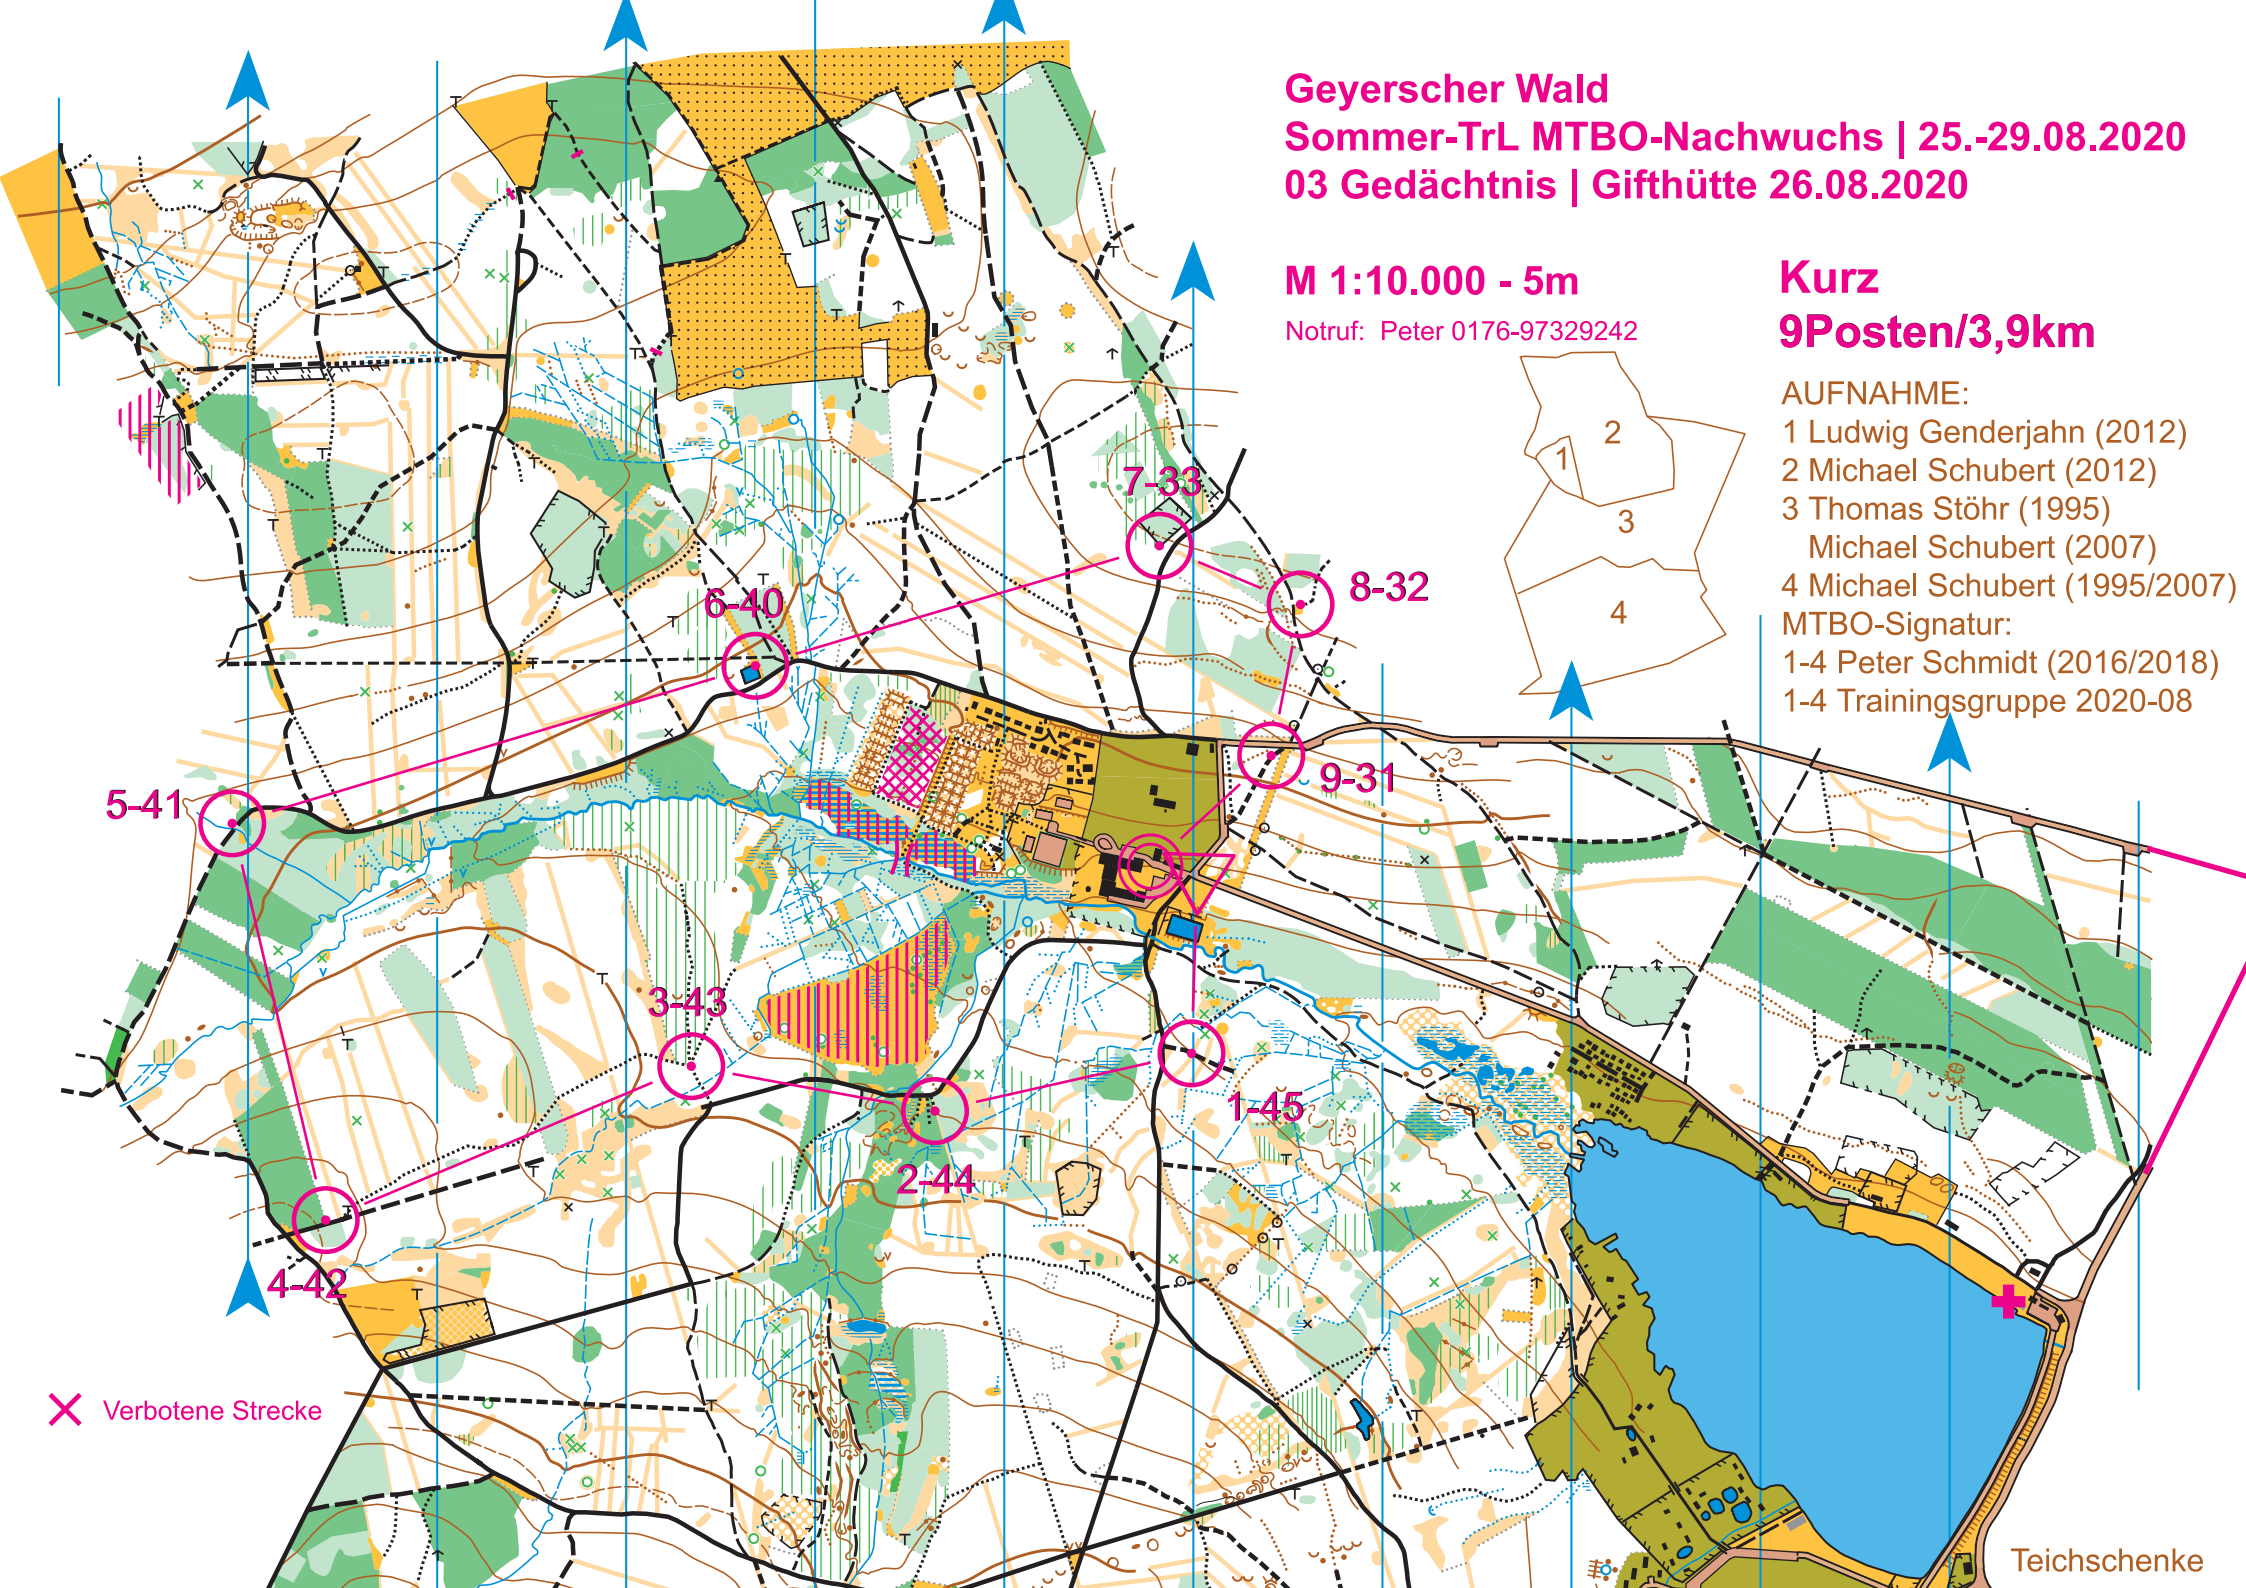 Geyerscher Wald
Sommer-TrL MTBO-Nachwuchs | 25.-29.08.2020
03 Gedächtnis | Gifthütte 26.08.2020
M 1:10.000 - 5m
Notruf: Peter 0176-97329242
Kurz
9Posten/3,9km
AUFNAHME:
1 Ludwig Genderjahn (2012)
2 Michael Schubert (2012)
3 Thomas Stöhr (1995)
Michael Schubert (2007)
4 Michael Schubert (1995/2007)
MTBO-Signatur:
1-4 Peter Schmidt (2016/2018)
1-4 Trainingsgruppe 2020-08
2
1
3
4
7-33
8-32
6-40
9-31
5-41
3-43
1-45
2-44
4-42
Verbotene Strecke
Teichschenke